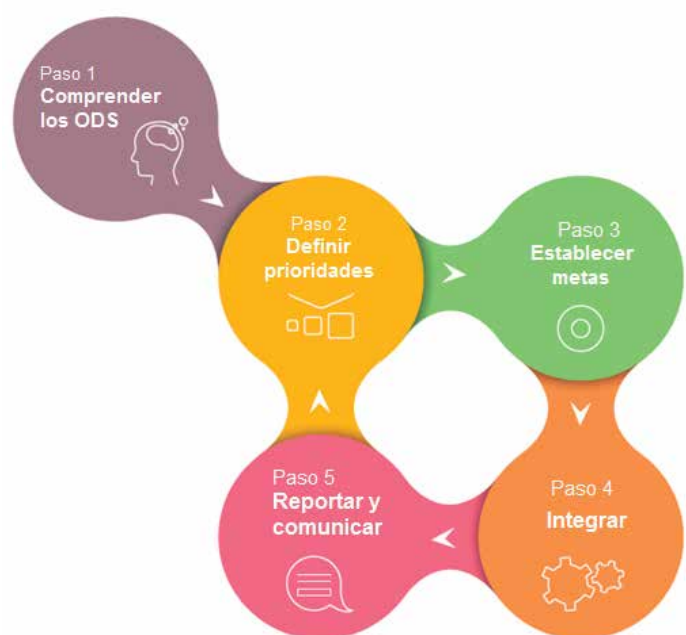 Paso 1
Comprender
los ODS
Paso 2
Definir
prioridades
Paso 3
Establecer
metas
Paso 4
Integrar
Paso 5
Reportar y
comunicar